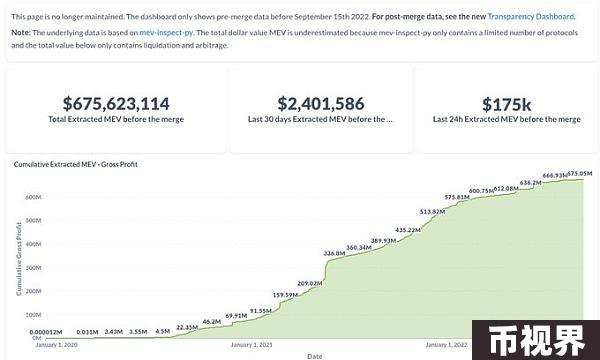 This page is no longer maintained. The dashboard only shows pre-merge data before September 15th 2022. For post-merge data, see the new Transparency Dashboard.
Note: The underlying data is based on mev-inspect-py. The total dollar value MEV is underestimated because mev-inspect-py only contains a limited number of protocols
and the total value below only contains liquidation and arbitrage.
$675,623,114
Total Extracted MEV before the merge
$2,401,586
Last 30 days Extracted MEV before the ...
$175k
Last 24h Extracted MEV before the merge
Cumulative Extracted MEV - Gross Profit
Cumulative Gross Profit
600M
500M
400M
300M
200M
100M
0
0.000012M
0.031M
3.43M
3.55M
4.5M
22.35M
46.2M
69.91M
91.55M
159.59M
209.02M
336.8M
360.34M
389.93M
435.22M
513.82M
575.81M
600.75M
612.08M
636.2M
666.93M
675.05M
January 1, 2020
January 1, 2021
January 1, 2022
Date
币视界